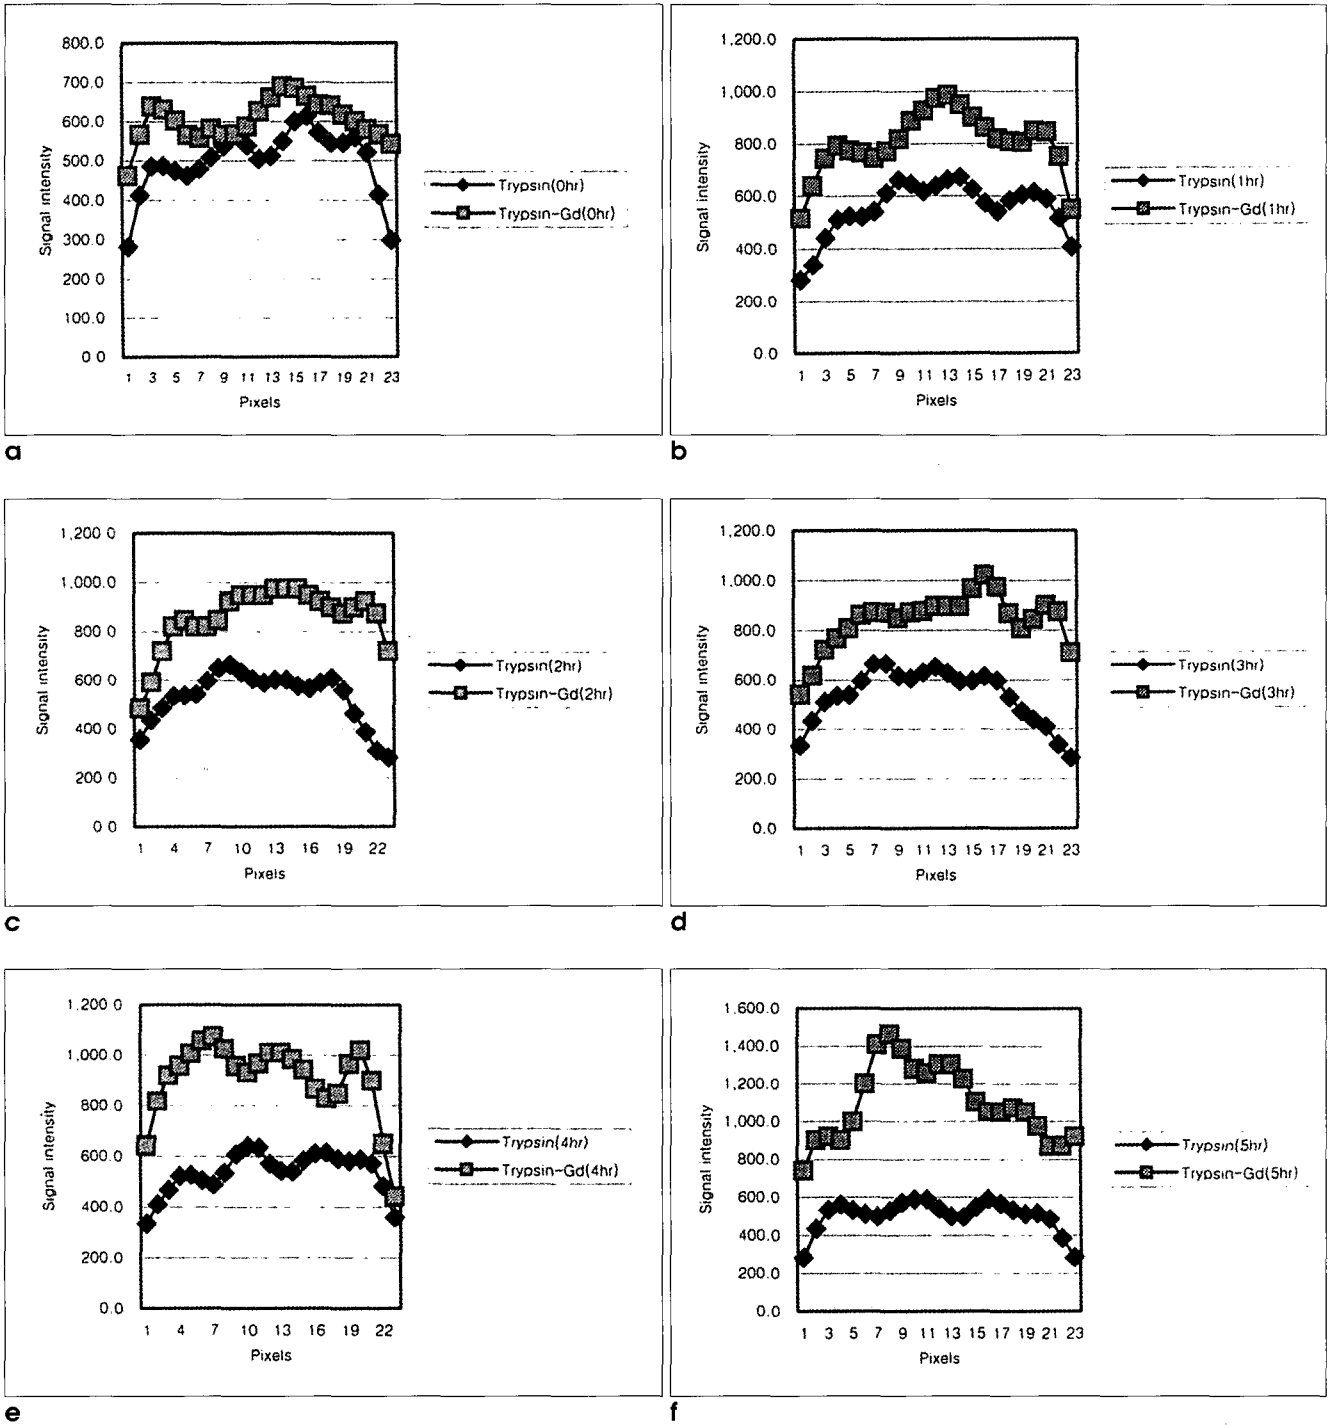 800.0
700.0
600.0
500.0
400.0
300.0
200.0
100.0
0 0
Signal intensity
1 3 5 7 9 11 13 15 17 19 21 23
Pixels
Trypsin(0hr)
Trypsin-Gd(0hr)
a
1,200.0
1,000.0
800.0
600.0
400.0
200.0
0.0
Signal intensity
1 3 5 7 9 11 13 15 17 19 21 23
Pixels
Trypsin(1hr)
Trypsin-Gd(1hr)
b
1,200 0
1,000.0
800 0
600 0
400 0
200 0
0 0
Signal intensity
1 4 7 10 13 16 19 22
Pixels
Trypsin(2hr)
Trypsin-Gd(2hr)
c
1,200.0
1,000.0
800.0
600.0
400 0
200.0
0.0
Signal intensity
1 3 5 7 9 11 13 15 17 19 21 23
Pixels
Trypsin(3hr)
Trypsin-Gd(3hr)
d
1,200 0
1,000.0
800.0
600.0
400.0
200.0
0.0
Signal intensity
1 4 7 10 13 16 19 22
Pixels
Trypsin(4hr)
Trypsin-Gd(4hr)
e
1,600.0
1,400.0
1,200.0
1,000.0
800.0
600.0
400.0
200.0
0.0
Signal intensity
1 3 5 7 9 11 13 15 17 19 21 23
Pixels
Trypsin(5hr)
Trypsin-Gd(5hr)
f